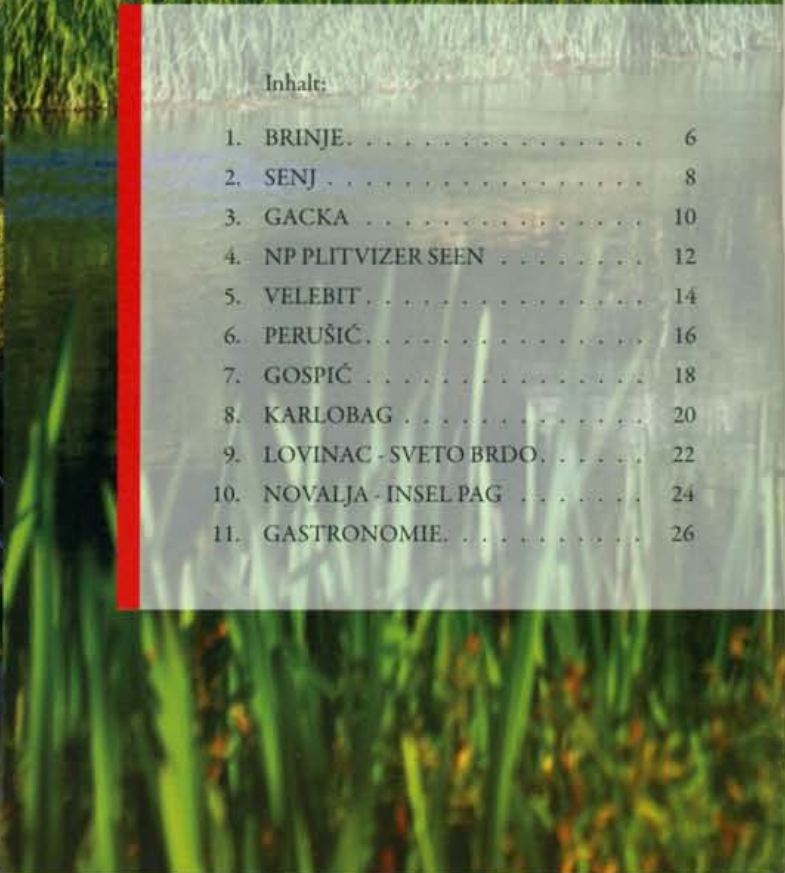 Inhalt:
1. BRINJE. . . . . . . . . . . . . . . . 6
2. SENJ . . . . . . . . . . . . . . . . . 8
3. GACKA . . . . . . . . . . . . . . . 10
4. NP PLITVIZER SEEN . . . . . . . 12
5. VELEBIT . . . . . . . . . . . . . . . 14
6. PERUŠIĆ. . . . . . . . . . . . . . . 16
7. GOSPIĆ . . . . . . . . . . . . . . . 18
8. KARLOBAG . . . . . . . . . . . . . 20
9. LOVINAC - SVETO BRDO. . . . . . 22
10. NOVALJA - INSEL PAG . . . . . . . 24
11. GASTRONOMIE. . . . . . . . . . . 26